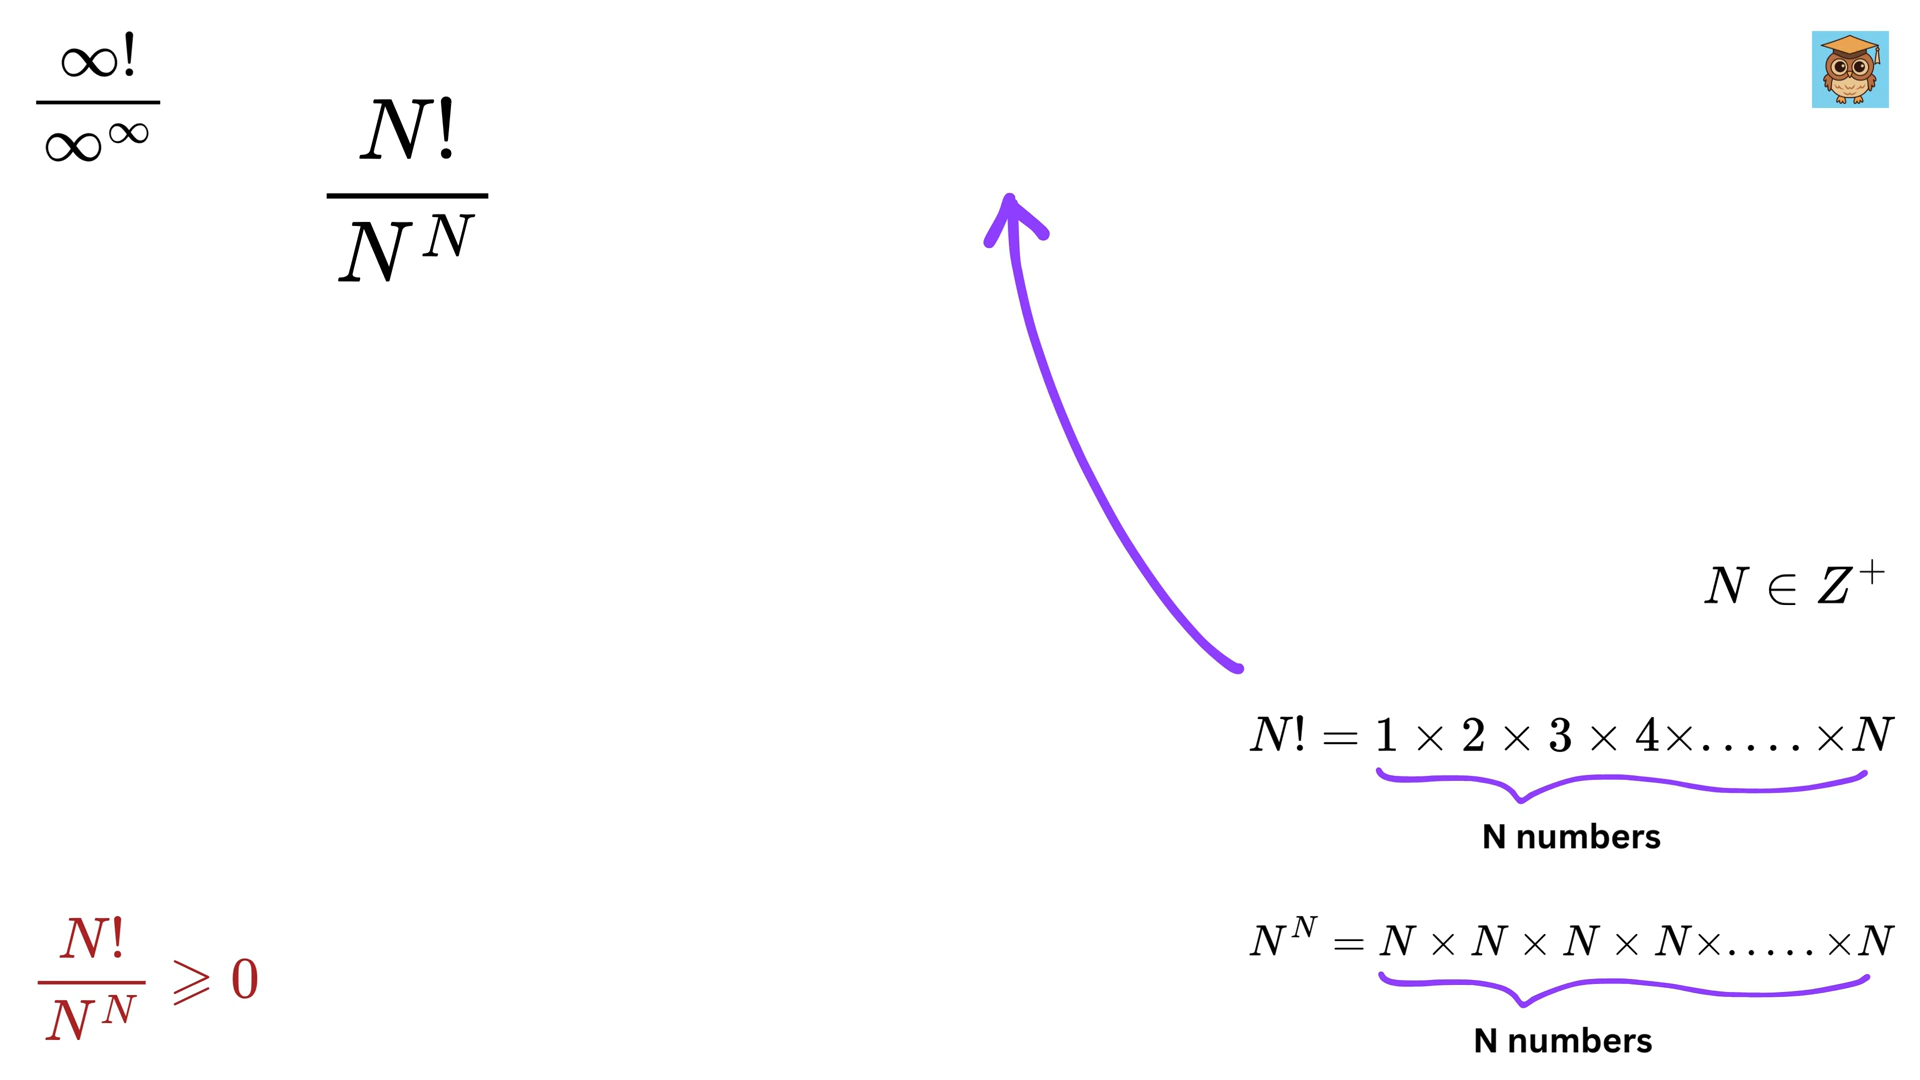 ∞!
∞^∞
N!
N^N
N ∈ Z^+
N! = 1 × 2 × 3 × 4×.....×N
N numbers
N!
N^N
⩾ 0
N^N = N × N × N × N×.....×N
N numbers